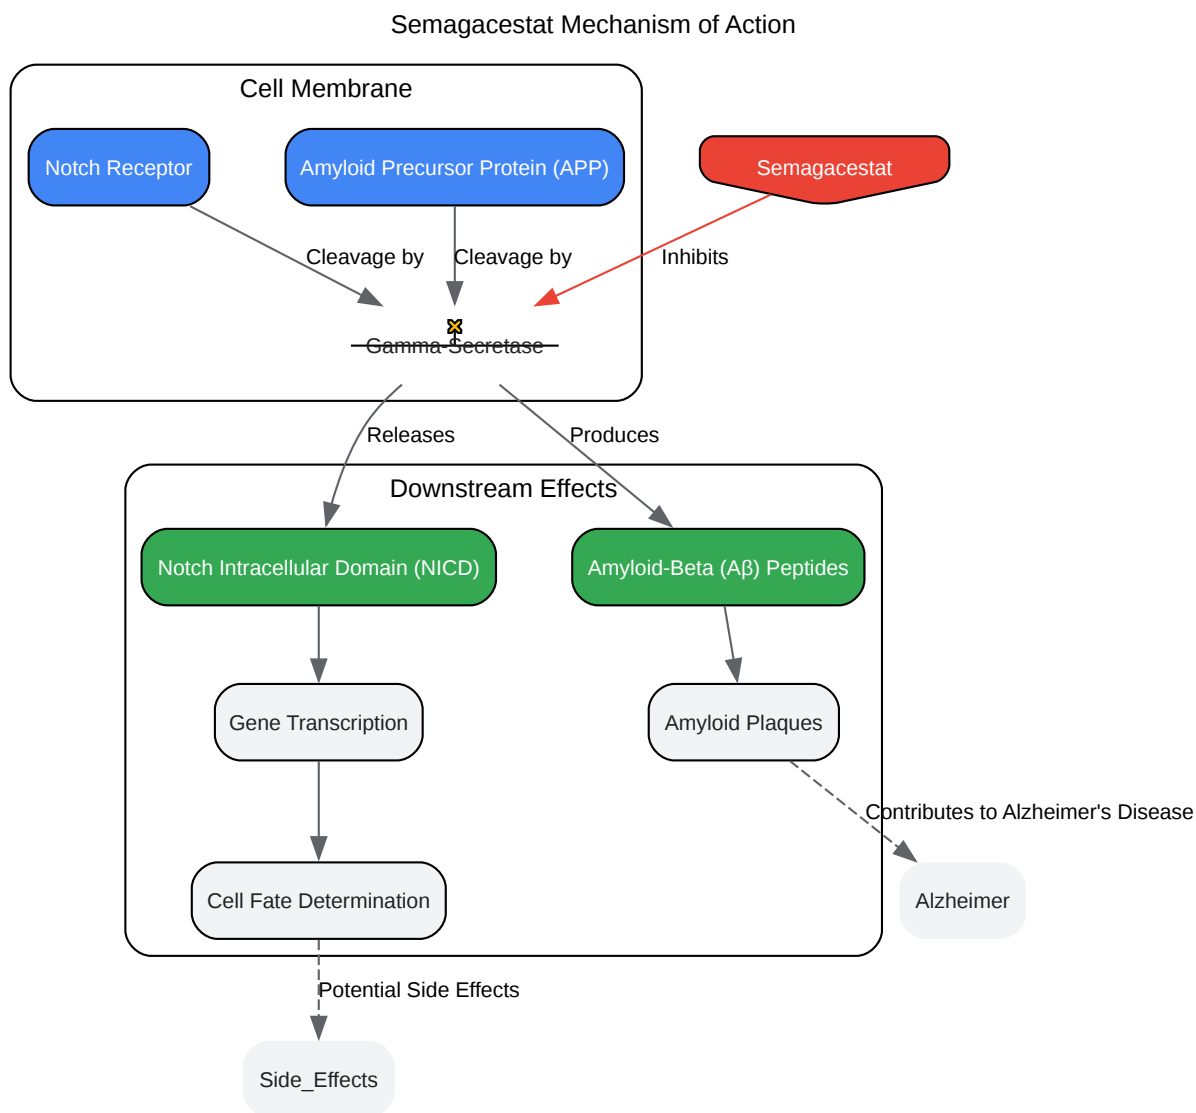 Semagacestat Mechanism of Action
Cell Membrane
Notch Receptor
Amyloid Precursor Protein (APP)
Semagacestat
Cleavage by
Cleavage by
Inhibits
Gamma-Secretase
Releases
Produces
Downstream Effects
Notch Intracellular Domain (NICD)
Amyloid-Beta (Aβ) Peptides
Gene Transcription
Amyloid Plaques
Contributes to Alzheimer's Disease
Cell Fate Determination
Alzheimer
Potential Side Effects
Side_Effects